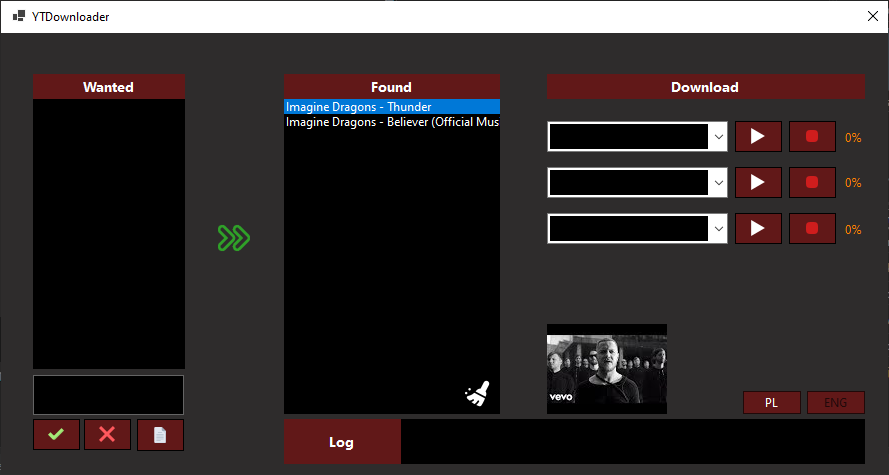 YTDownloader
Wanted
Found
Download
Imagine Dragons - Thunder
Imagine Dragons - Believer (Official Mus
0%
0%
0%
vevo
PL
ENG
Log